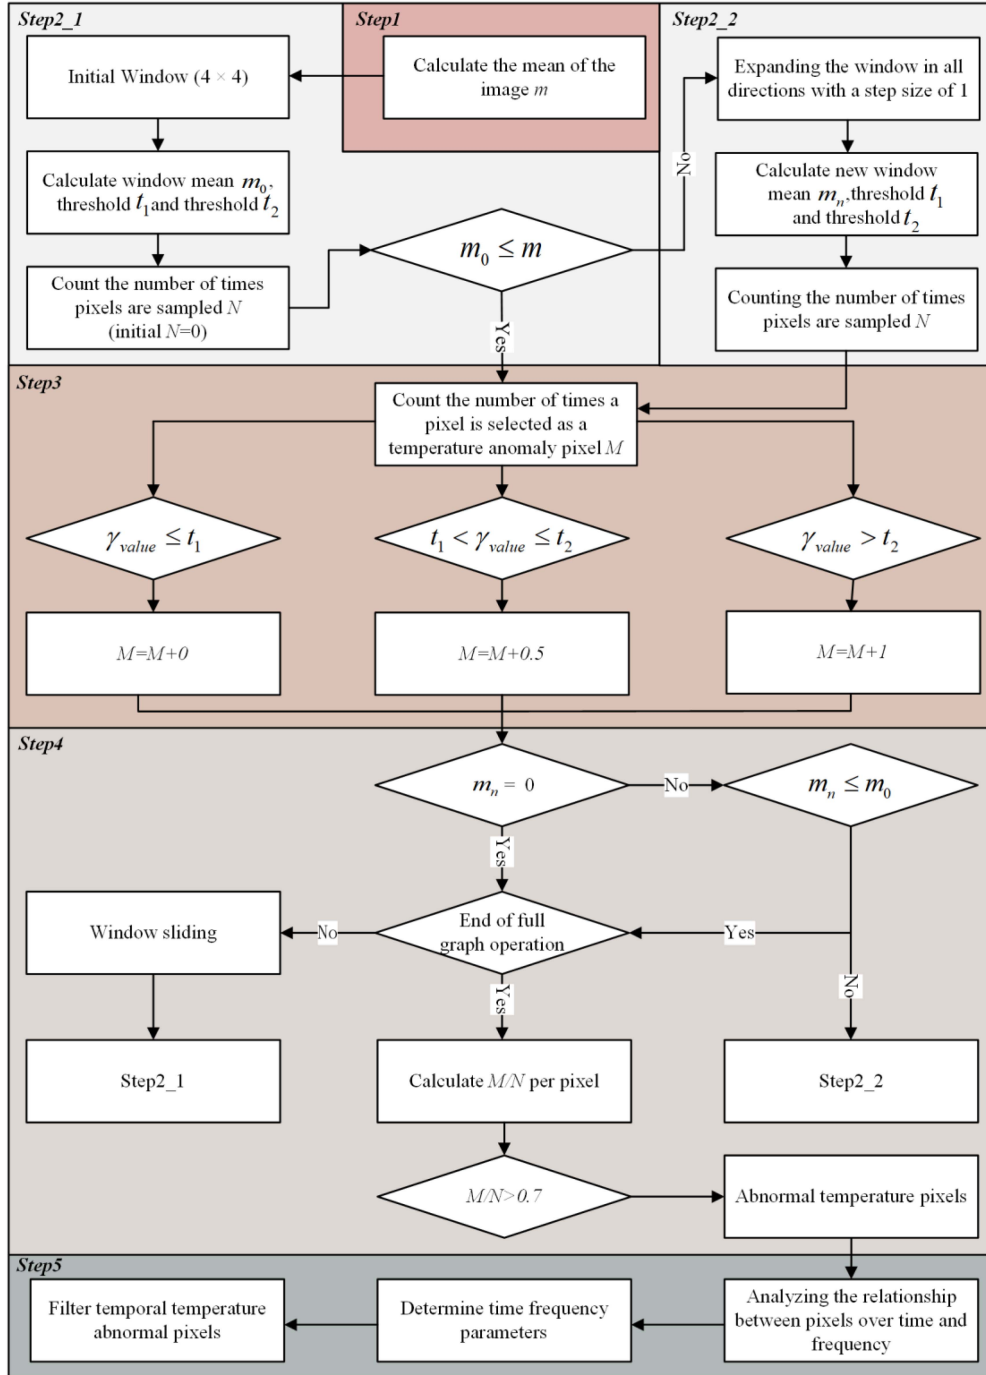 Step2_1
Step1
Step2_2
Initial Window (4 × 4)
Calculate the mean of the
image m
Expanding the window in all
directions with a step size of 1
No
Calculate window mean m0,
threshold t1 and threshold t2
Calculate new window
mean mn,threshold t1
and threshold t2
m0 ≤ m
Count the number of times
pixels are sampled N
(initial N=0)
Counting the number of times
pixels are sampled N
Yes
Step3
Count the number of times a
pixel is selected as a
temperature anomaly pixel M
γvalue ≤ t1
t1 < γvalue ≤ t2
γvalue > t2
M=M+0
M=M+0.5
M=M+1
Step4
mn = 0
No
mn ≤ m0
Yes
Window sliding
No
End of full
graph operation
Yes
No
Yes
Step2_1
Calculate M/N per pixel
Step2_2
M/N>0.7
Abnormal temperature pixels
Step5
Filter temporal temperature
abnormal pixels
Determine time frequency
parameters
Analyzing the relationship
between pixels over time and
frequency